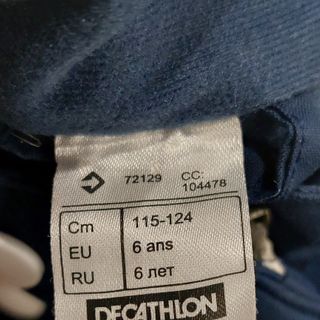 72129 CC:
104478
Cm 115-124
EU 6 ans
RU 6 лет
DECATHLON